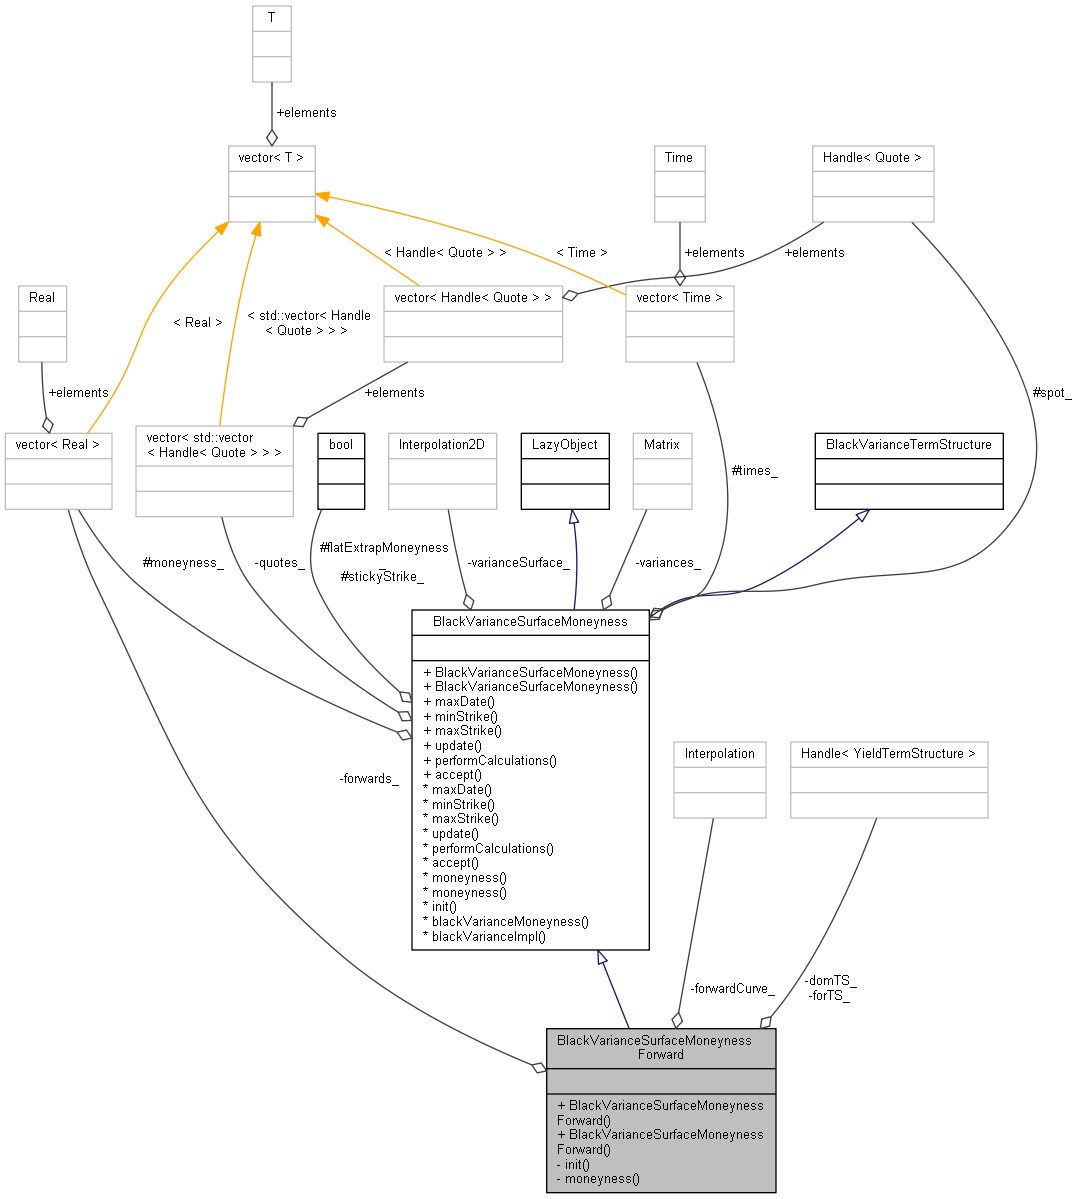 T
+elements
vector< T >
Time
Handle< Quote >
< Handle< Quote > >
< Time >
+elements
+elements
Real
< Real >
< std::vector< Handle
< Quote > > >
vector< Handle< Quote > >
vector< Time >
+elements
+elements
#spot_
vector< Real >
vector< std::vector
< Handle< Quote > > >
bool
Interpolation2D
LazyObject
Matrix
BlackVarianceTermStructure
#times_
#moneyness_
-quotes_
#flatExtrapMoneyness
_
#stickyStrike_
-varianceSurface_
-variances_
BlackVarianceSurfaceMoneyness
+ BlackVarianceSurfaceMoneyness()
+ BlackVarianceSurfaceMoneyness()
+ maxDate()
+ minStrike()
+ maxStrike()
+ update()
+ performCalculations()
+ accept()
* maxDate()
* minStrike()
* maxStrike()
* update()
* performCalculations()
* accept()
* moneyness()
* moneyness()
* init()
* blackVarianceMoneyness()
* blackVarianceImpl()
-forwards_
Interpolation
Handle< YieldTermStructure >
-forwardCurve_
-domTS_
-forTS_
BlackVarianceSurfaceMoneyness
Forward
+ BlackVarianceSurfaceMoneyness
Forward()
+ BlackVarianceSurfaceMoneyness
Forward()
- init()
- moneyness()